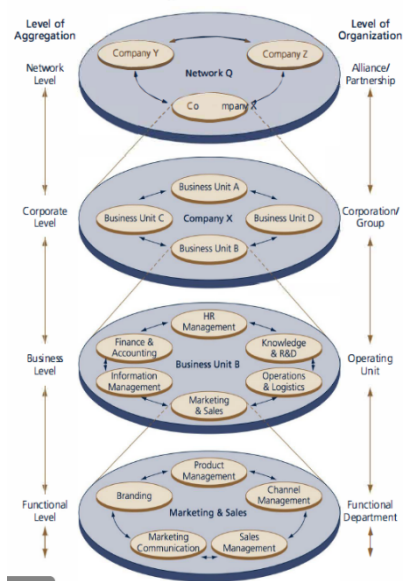 Level of
Aggregation
Level of
Organization
Network
Level
Company Y
Company Z
Network Q
Co mpany X
Alliance/
Partnership
Corporate
Level
Business Unit A
Business Unit C
Company X
Business Unit D
Business Unit B
Corporation/
Group
Business
Level
HR
Management
Finance &
Accounting
Knowledge
& R&D
Business Unit B
Information
Management
Operations
& Logistics
Marketing
& Sales
Operating
Unit
Functional
Level
Product
Management
Branding
Channel
Management
Marketing & Sales
Marketing
Communication
Sales
Management
Functional
Department